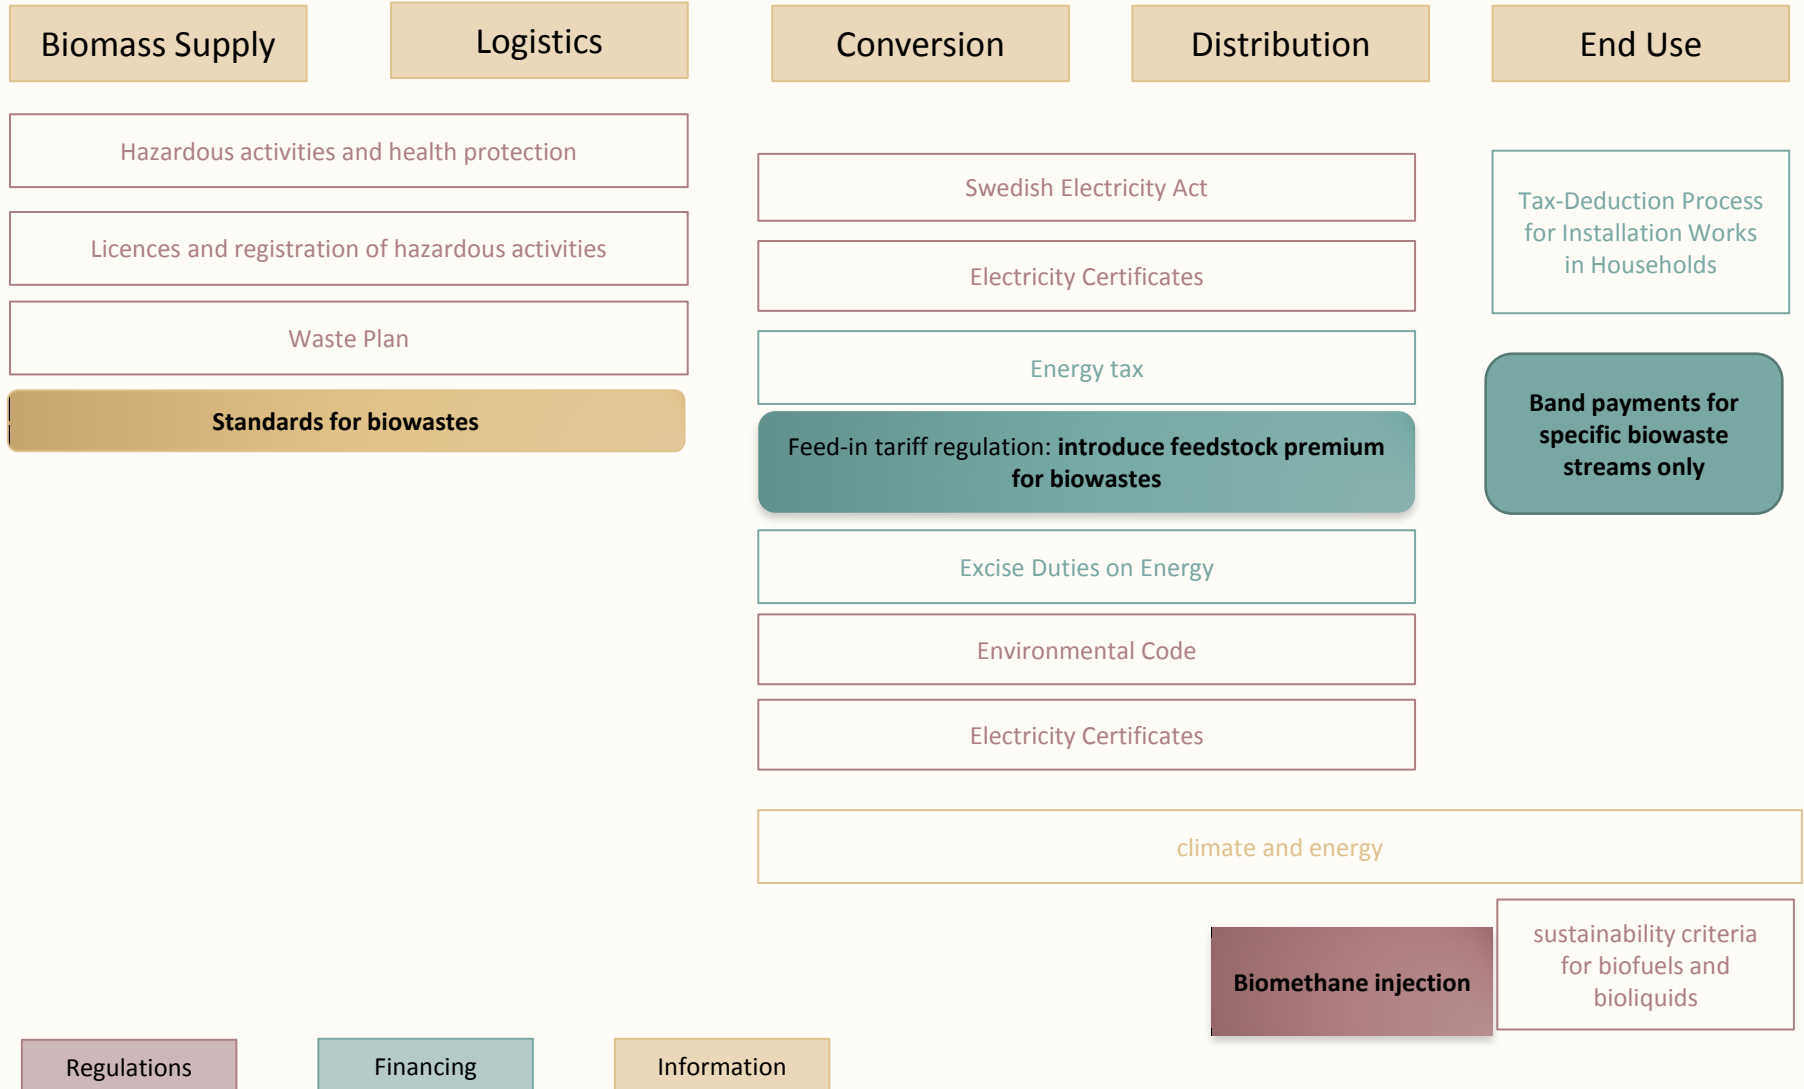 Biomass Supply
Logistics
Conversion
Distribution
End Use
Hazardous activities and health protection
Licences and registration of hazardous activities
Waste Plan
Standards for biowastes
Swedish Electricity Act
Electricity Certificates
Energy tax
Feed-in tariff regulation: introduce feedstock premium
for biowastes
Excise Duties on Energy
Environmental Code
Electricity Certificates
Tax-Deduction Process
for Installation Works
in Households
Band payments for
specific biowaste
streams only
climate and energy
Biomethane injection
sustainability criteria
for biofuels and
bioliquids
Regulations
Financing
Information